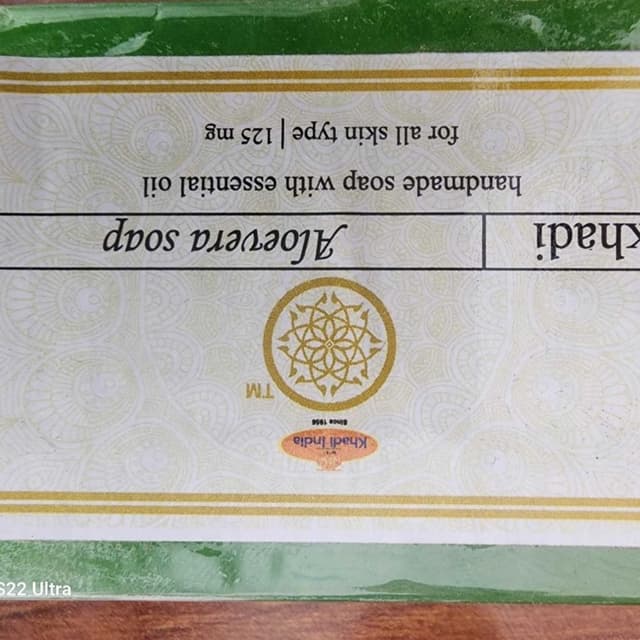 Khadi India
Since 1956
TM
khadi
Aloevera soap
handmade soap with essential oil
for all skin type | 125 mg
S22 Ultra